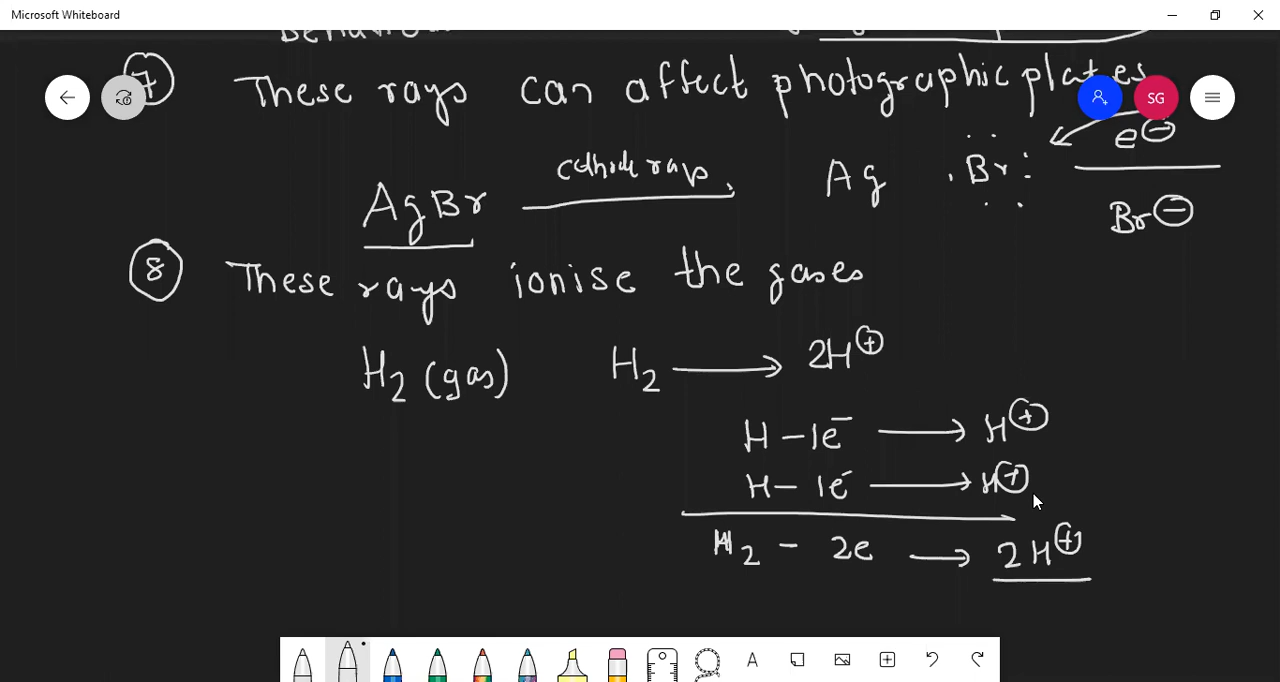 Microsoft Whiteboard
7 These rays can affect photographic plates
SG
AgBr cathode rays Ag Br e⊖
Br⊖
8 These rays ionise the gases
H2 (gas) H2 ⟶ 2H⊕
H - 1e⁻ ⟶ H⊕
H - 1e⁻ ⟶ H⊕
H2 - 2e ⟶ 2H⊕
A